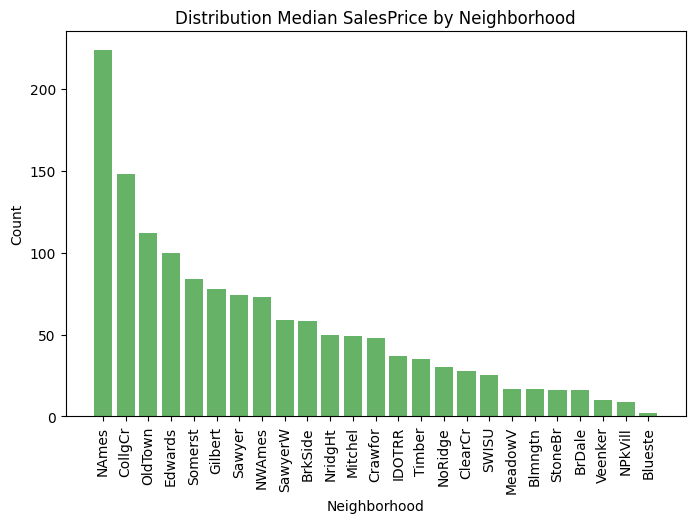 Distribution Median SalesPrice by Neighborhood
Count
200
150
100
50
0
NAmes
CollgCr
OldTown
Edwards
Somerst
Gilbert
Sawyer
NWAmes
SawyerW
BrkSide
NridgHt
Mitchel
Crawfor
IDOTRR
Timber
NoRidge
ClearCr
SWISU
MeadowV
Blmngtn
StoneBr
BrDale
Veenker
NPkVill
Blueste
Neighborhood